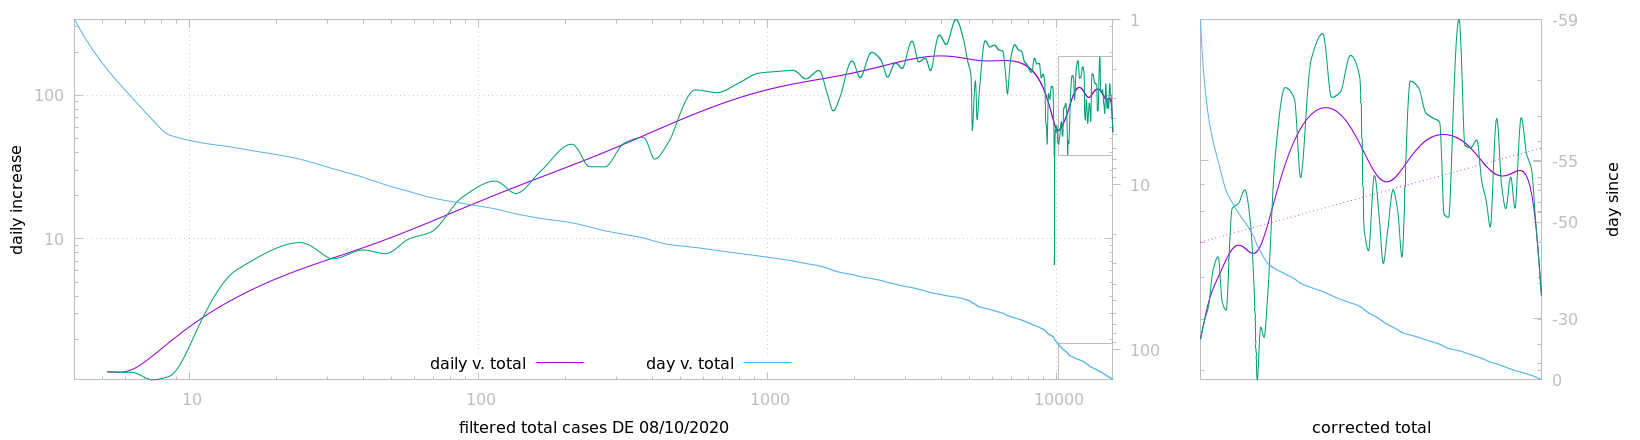 daily increase
100
10
daily v. total
day v. total
10
100
1000
10000
filtered total cases DE 08/10/2020
1
10
100
-59
-55
-50
-30
0
day since
corrected total